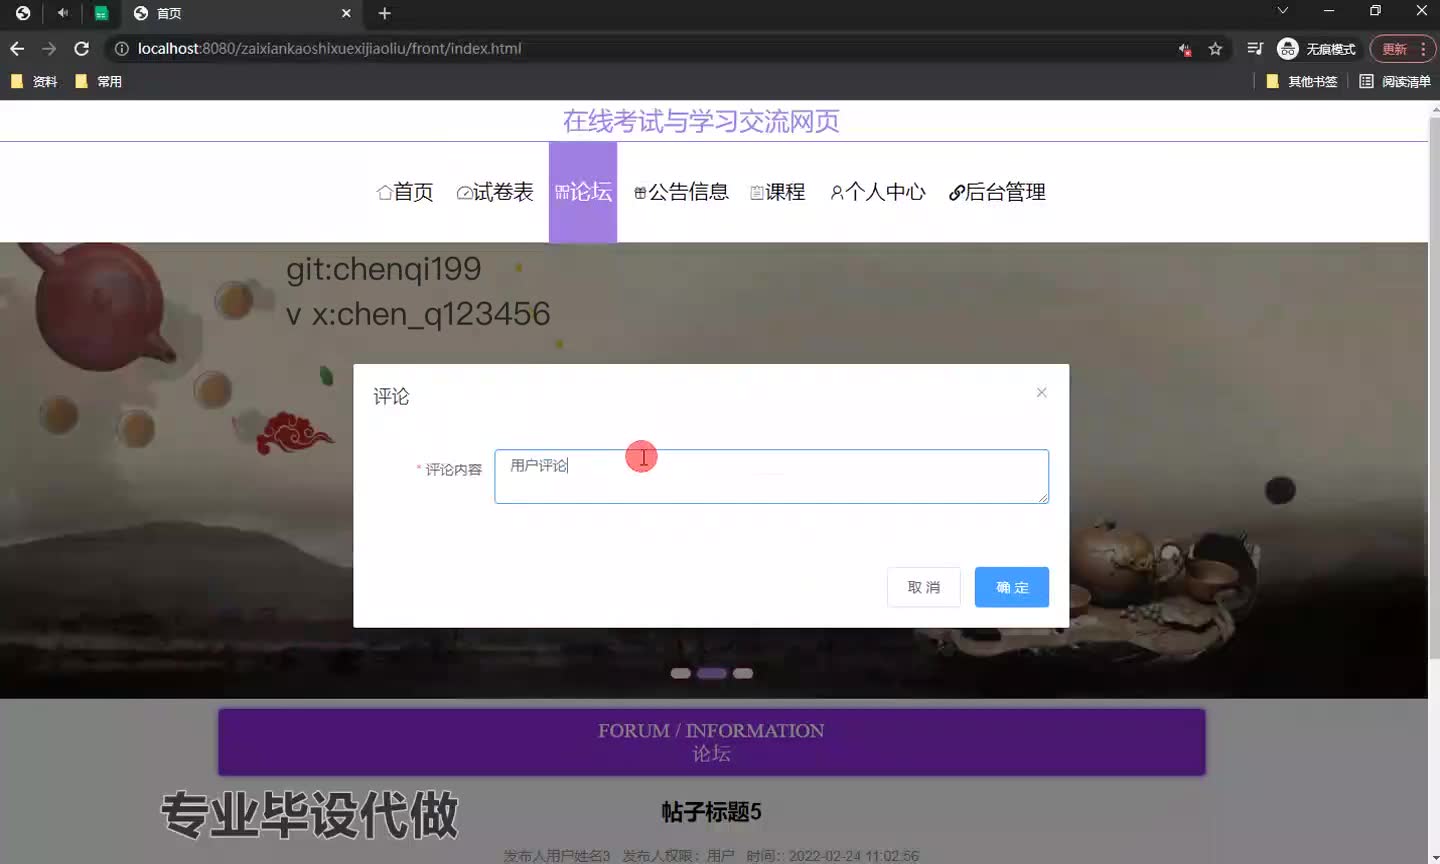 首页
localhost:8080/zaixiankaoshixuexijiaoliu/front/index.html
无痕模式
更新
资料
常用
其他书签
阅读清单
在线考试与学习交流网页
首页
试卷表
论坛
公告信息
课程
个人中心
后台管理
git:chenqi199
v x:chen_q123456
评论
* 评论内容
用户评论
取 消
确 定
FORUM / INFORMATION
论坛
专业毕设代做
帖子标题5
发布人用户姓名3 发布人权限：用户 时间：: 2022-02-24 11:02:56